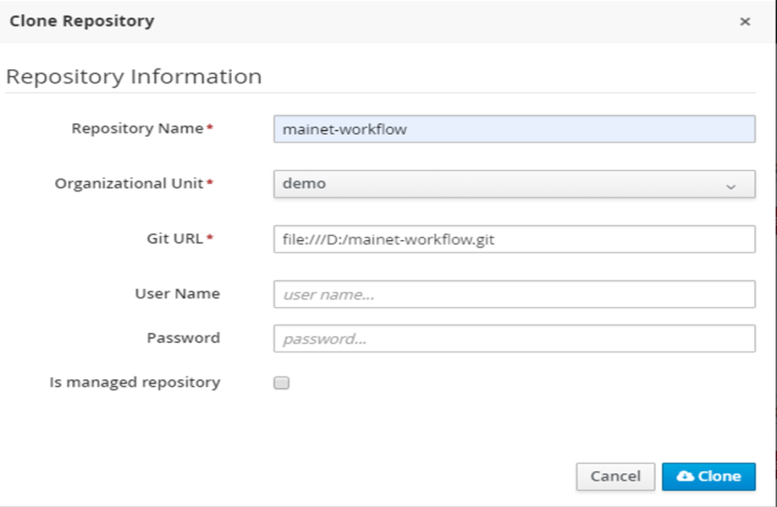 Clone Repository ×
Repository Information
Repository Name* mainet-workflow
Organizational Unit* demo
Git URL* file:///D:/mainet-workflow.git
User Name user name...
Password password...
Is managed repository
Cancel Clone